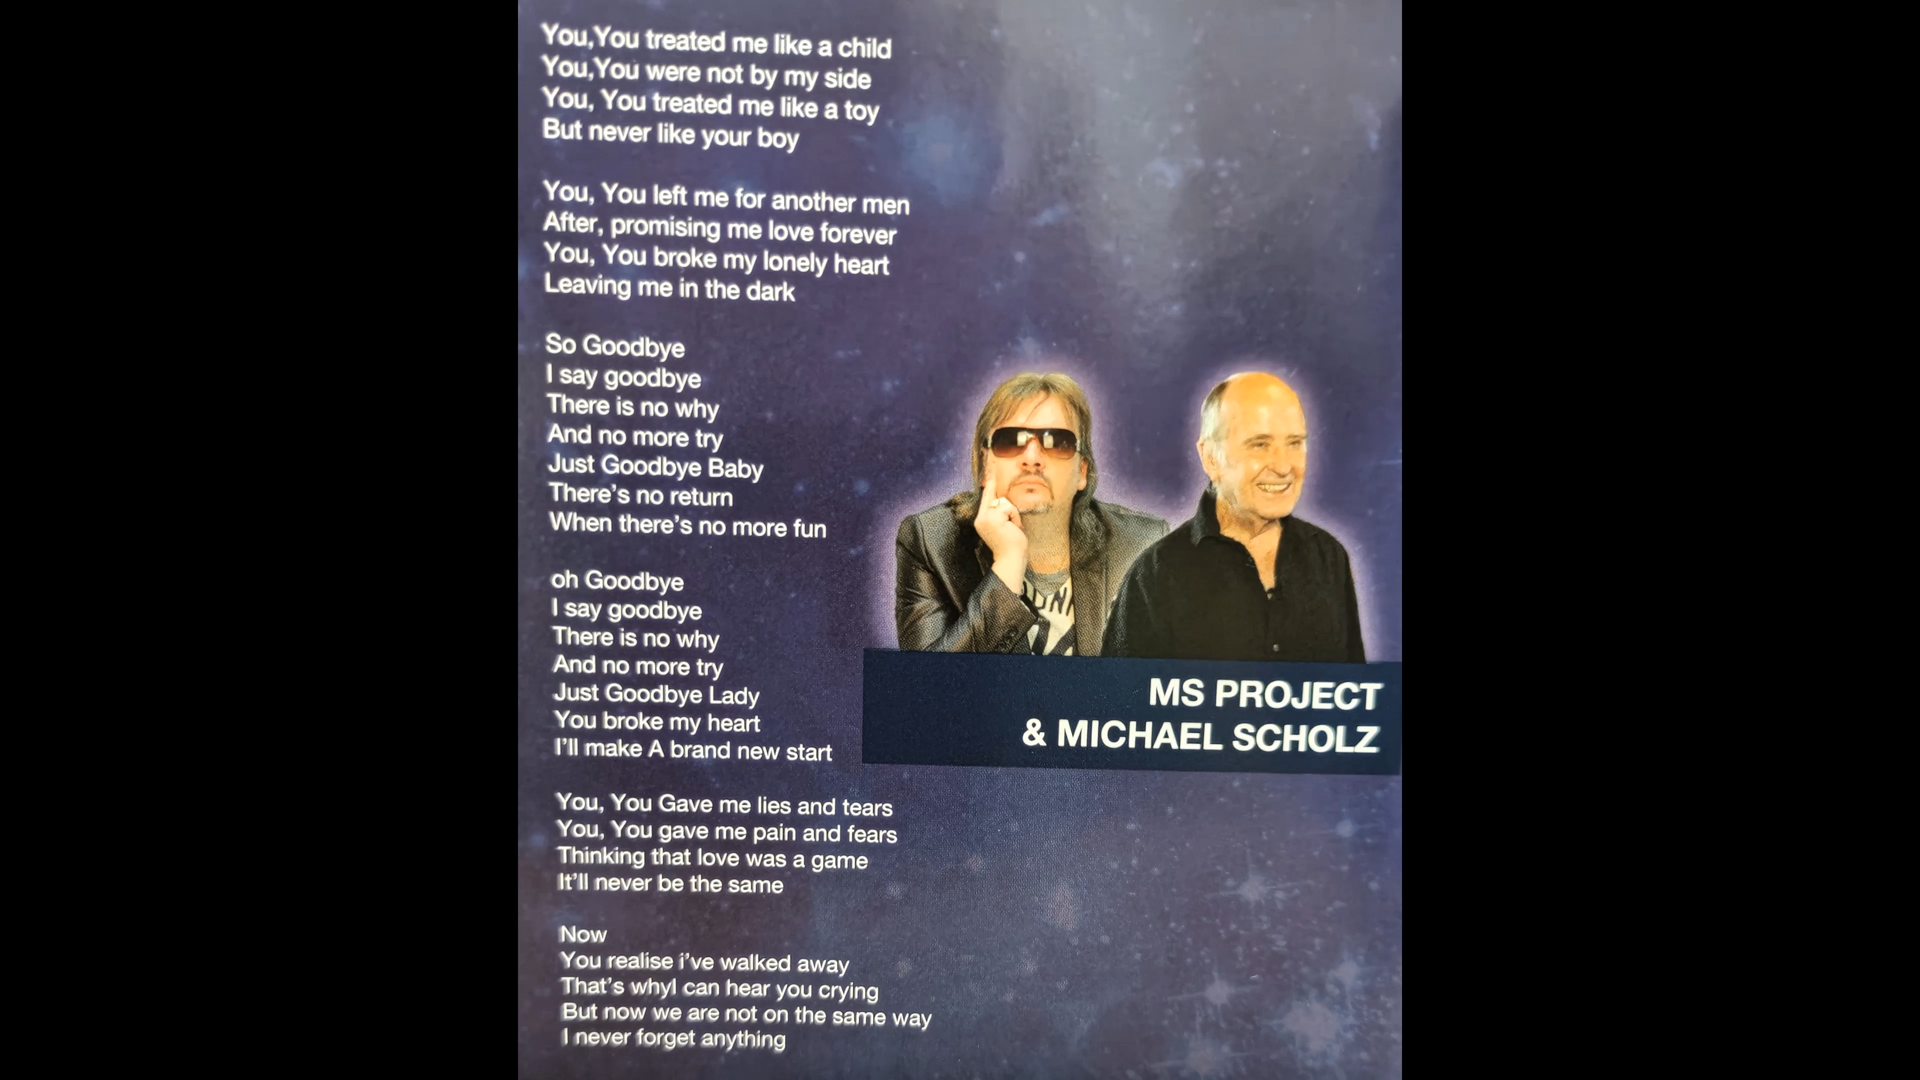 You,You treated me like a child
You,You were not by my side
You, You treated me like a toy
But never like your boy
You, You left me for another men
After, promising me love forever
You, You broke my lonely heart
Leaving me in the dark
So Goodbye
I say goodbye
There is no why
And no more try
Just Goodbye Baby
There's no return
When there's no more fun
oh Goodbye
I say goodbye
There is no why
And no more try
Just Goodbye Lady
You broke my heart
I'll make A brand new start
You, You Gave me lies and tears
You, You gave me pain and fears
Thinking that love was a game
It'll never be the same
Now
You realise i've walked away
That's whyI can hear you crying
But now we are not on the same way
I never forget anything
MS PROJECT
& MICHAEL SCHOLZ